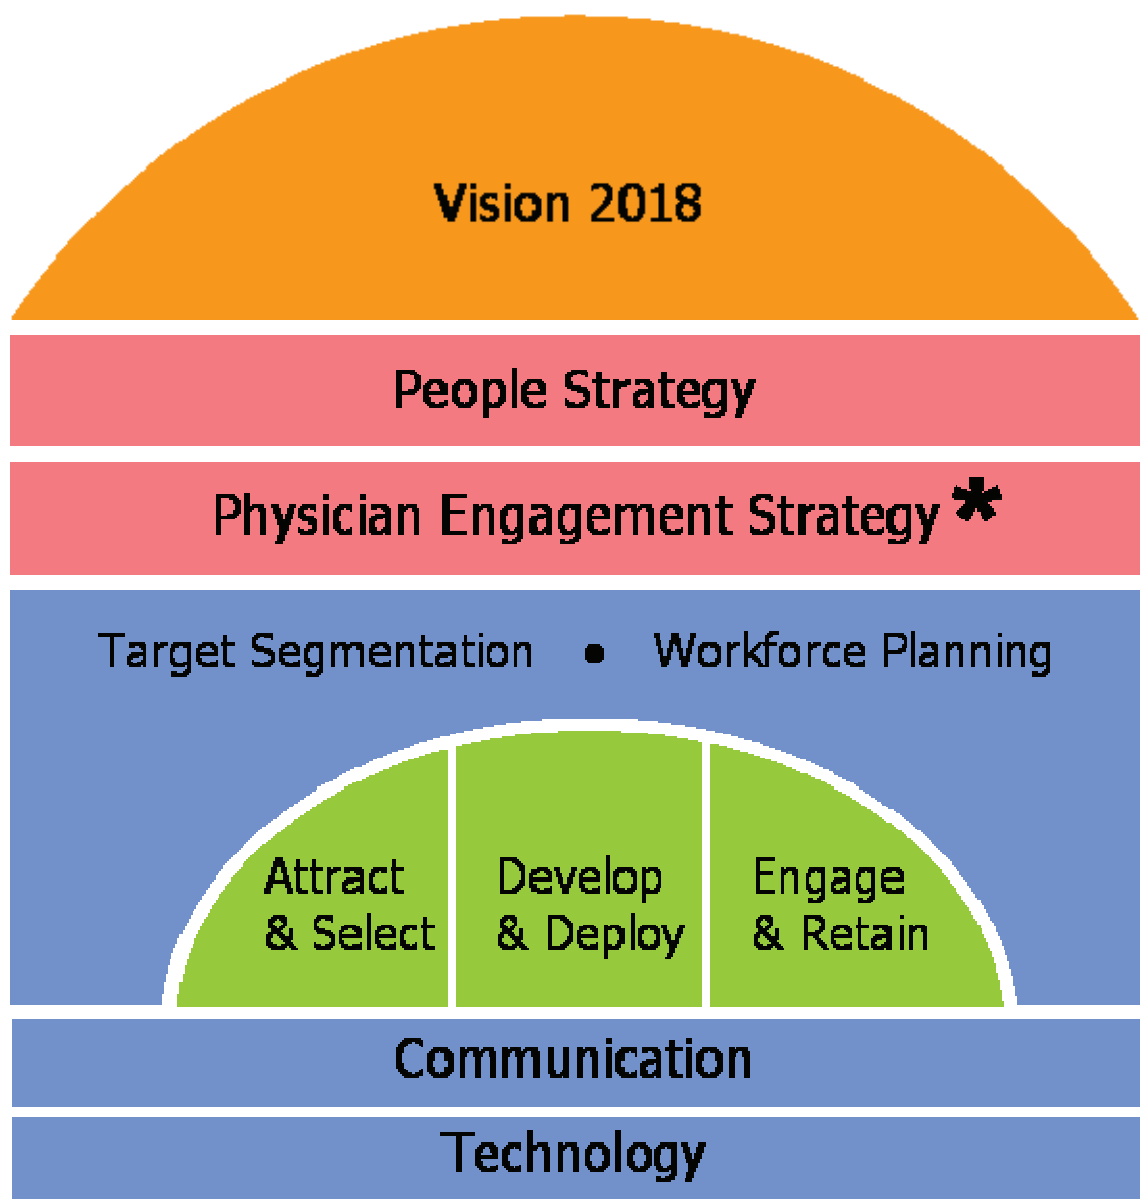 Vision 2018
People Strategy
Physician Engagement Strategy *
Target Segmentation • Workforce Planning
Attract
& Select
Develop
& Deploy
Engage
& Retain
Communication
Technology